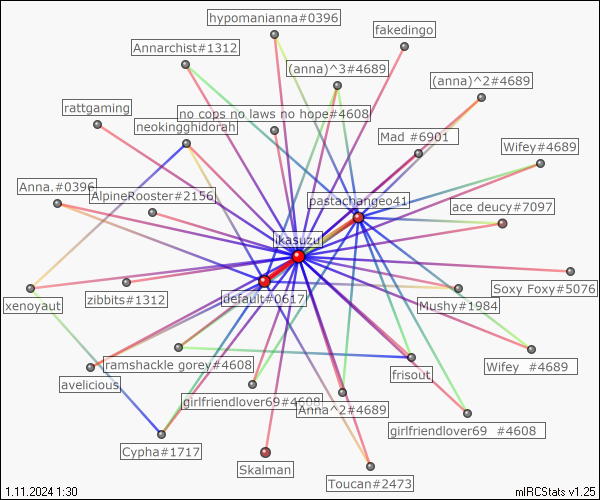 hypomanianna#0396
fakedingo
Annarchist#1312
(anna)^3#4689
(anna)^2#4689
rattgaming
no cops no laws no hope#4608
neokingghidorah
Mad #6901
Wifey#4689
Anna.#0396
AlpineRooster#2156
pastachangeo41
ace deucy#7097
ikasuzu
Soxy Foxy#5076
zibbits#1312
default#0617
xenoyaut
Mushy#1984
ramshackle gorey#4608
Wifey #4689
frisout
avelicious
girlfriendlover69#4608
Anna^2#4689
girlfriendlover69 #4608
Cypha#1717
Skalman
Toucan#2473
1.11.2024 1:30
mIRCStats v1.25